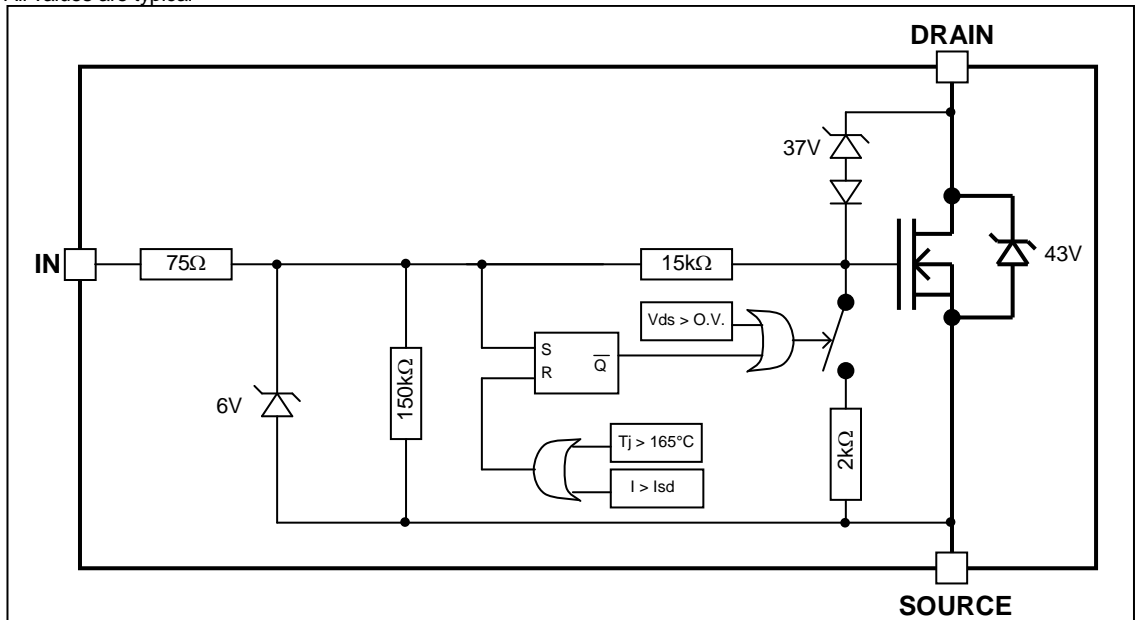 All values are typical
DRAIN
37V
IN
75Ω
15kΩ
43V
Vds > O.V.
S
R
Q̅
6V
150kΩ
Tj > 165°C
I > Isd
2kΩ
SOURCE